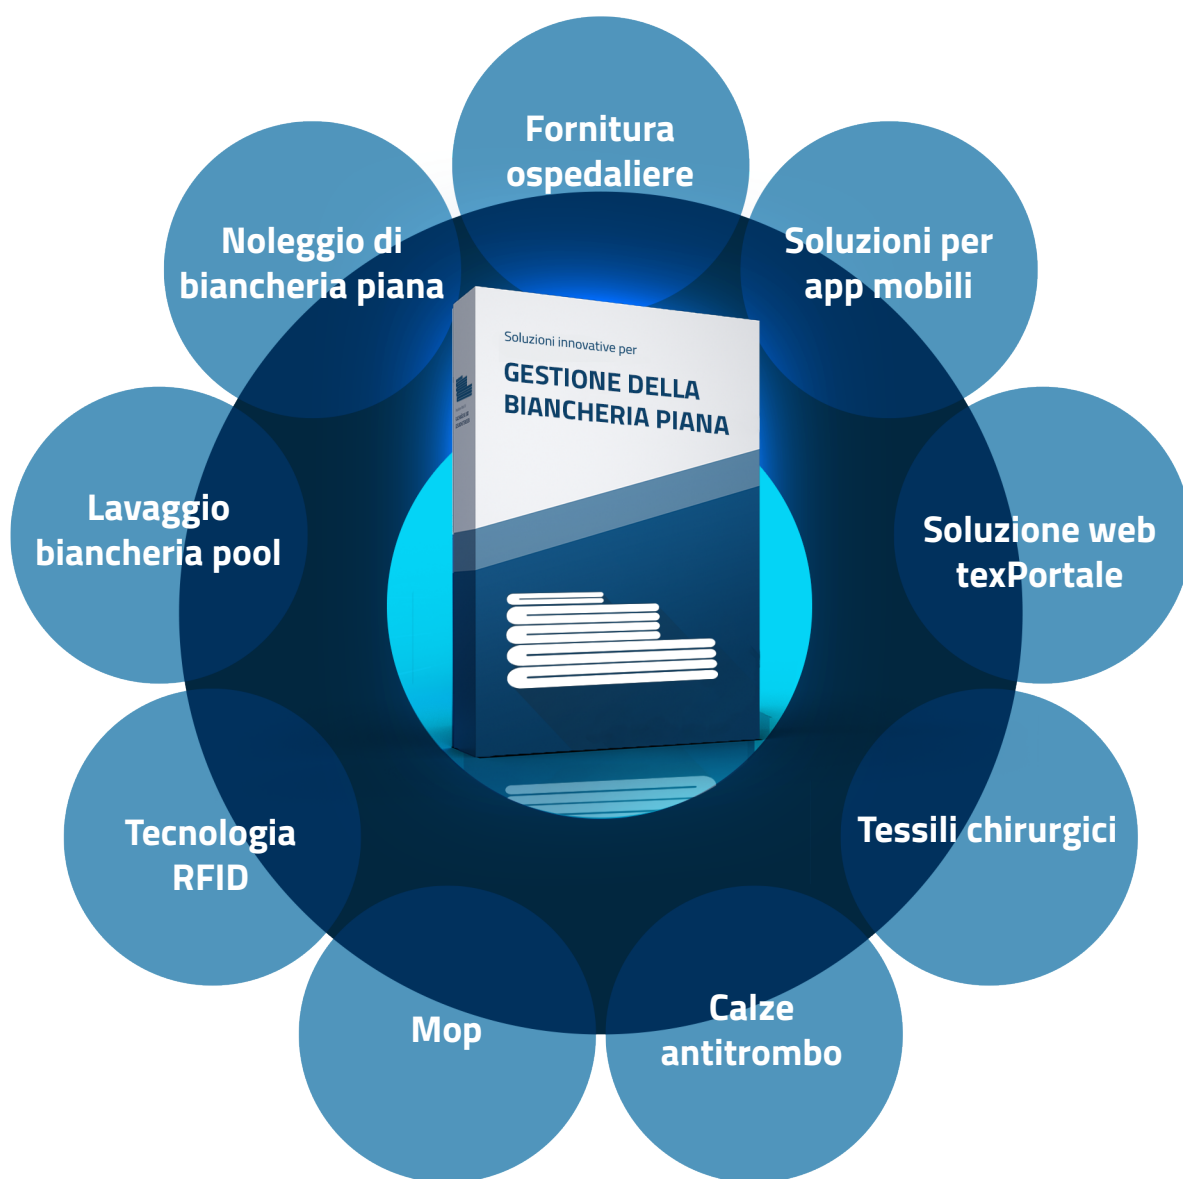 Fornitura
ospedaliere
Noleggio di
biancheria piana
Soluzioni per
app mobili
Soluzioni innovative per
GESTIONE DELLA
BIANCHERIA PIANA
Lavaggio
biancheria pool
Soluzione web
texPortale
Tecnologia
RFID
Tessili chirurgici
Mop
Calze
antitrombo